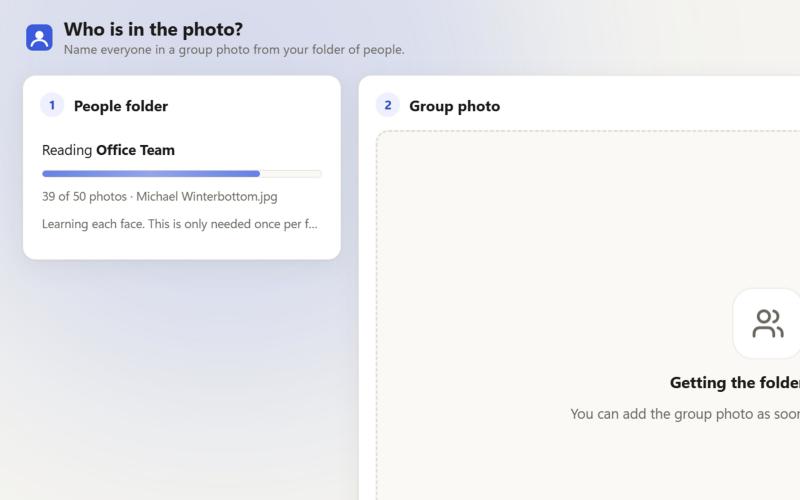 Who is in the photo?
Name everyone in a group photo from your folder of people.
1 People folder
Reading Office Team
39 of 50 photos · Michael Winterbottom.jpg
Learning each face. This is only needed once per f...
2 Group photo
Getting the folde
You can add the group photo as soo